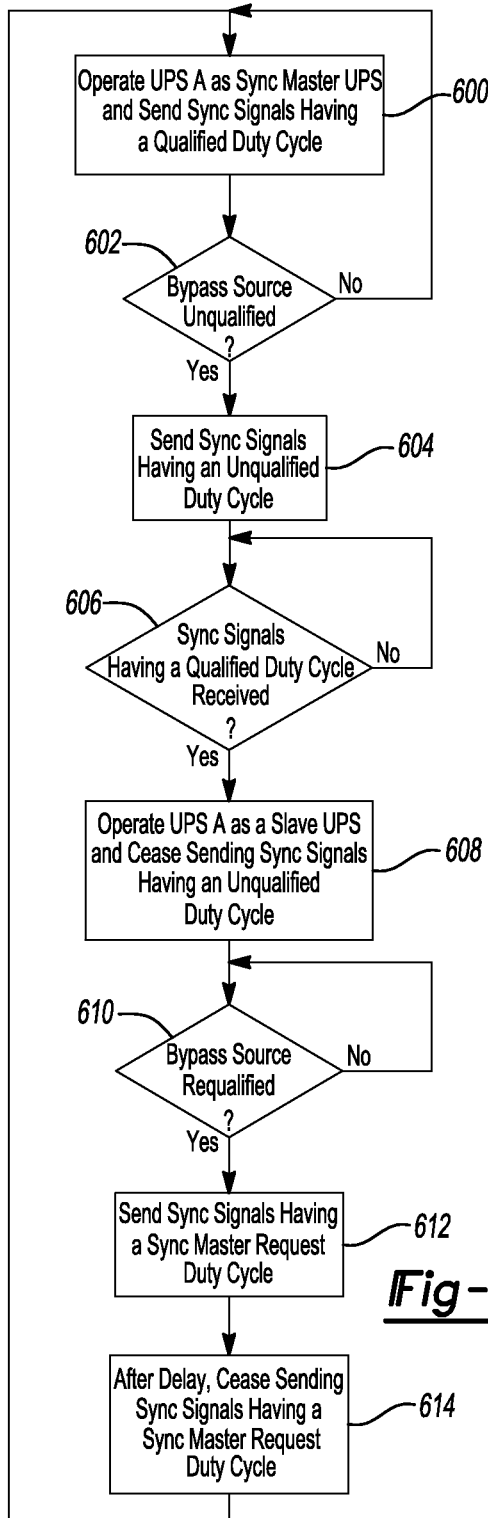 Operate UPS A as Sync Master UPS
and Send Sync Signals Having
a Qualified Duty Cycle
600
602
Bypass Source
Unqualified
?
No
Yes
Send Sync Signals
Having an Unqualified
Duty Cycle
604
606
Sync Signals
Having a Qualified Duty Cycle
Received
?
No
Yes
Operate UPS A as a Slave UPS
and Cease Sending Sync Signals
Having an Unqualified
Duty Cycle
608
610
Bypass Source
Requalified
?
No
Yes
Send Sync Signals Having
a Sync Master Request
Duty Cycle
612
Fig-
After Delay, Cease Sending
Sync Signals Having a
Sync Master Request
Duty Cycle
614